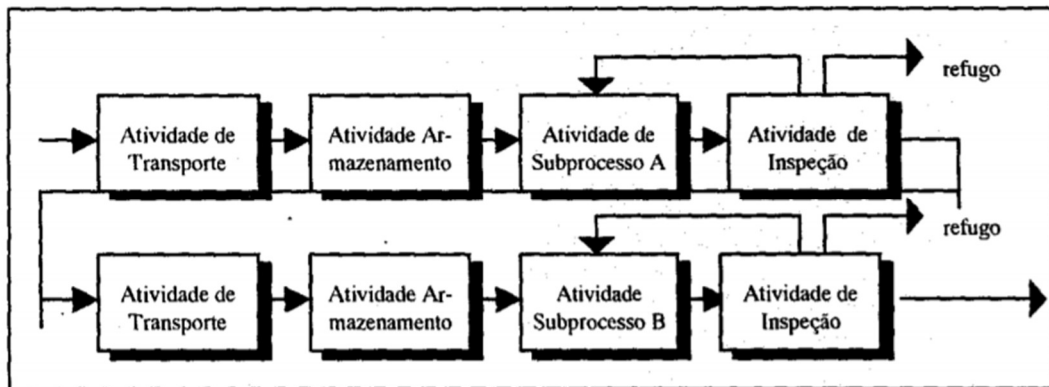 refugo
Atividade de
Transporte
Atividade Ar-
mazenamento
Atividade de
Subprocesso A
Atividade de
Inspeção
refugo
Atividade de
Transporte
Atividade Ar-
mazenamento
Atividade
Subprocesso B
Atividade de
Inspeção